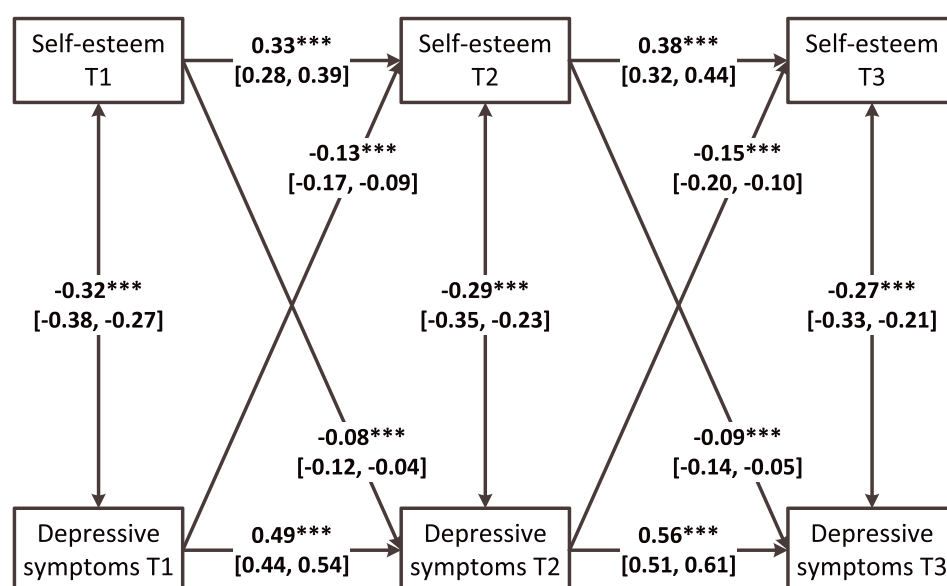 Self-esteem
T1
0.33***
[0.28, 0.39]
Self-esteem
T2
0.38***
[0.32, 0.44]
Self-esteem
T3
-0.13***
[-0.17, -0.09]
-0.15***
[-0.20, -0.10]
-0.32***
[-0.38, -0.27]
-0.29***
[-0.35, -0.23]
-0.27***
[-0.33, -0.21]
-0.08***
[-0.12, -0.04]
-0.09***
[-0.14, -0.05]
Depressive
symptoms T1
0.49***
[0.44, 0.54]
Depressive
symptoms T2
0.56***
[0.51, 0.61]
Depressive
symptoms T3